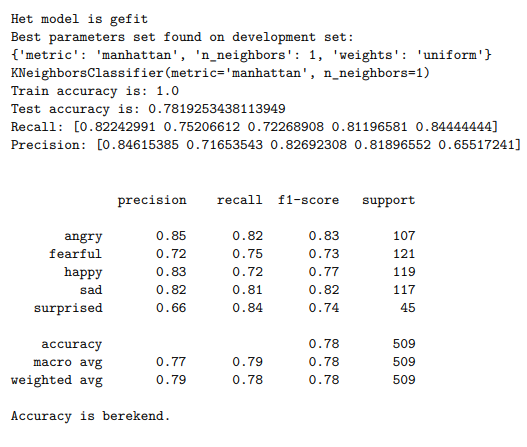 Het model is gefit
Best parameters set found on development set:
{'metric': 'manhattan', 'n_neighbors': 1, 'weights': 'uniform'}
KNeighborsClassifier(metric='manhattan', n_neighbors=1)
Train accuracy is: 1.0
Test accuracy is: 0.7819253438113949
Recall: [0.82242991 0.75206612 0.72268908 0.81196581 0.84444444]
Precision: [0.84615385 0.71653543 0.82692308 0.81896552 0.65517241]
precision recall f1-score support
angry 0.85 0.82 0.83 107
fearful 0.72 0.75 0.73 121
happy 0.83 0.72 0.77 119
sad 0.82 0.81 0.82 117
surprised 0.66 0.84 0.74 45
accuracy 0.78 509
macro avg 0.77 0.79 0.78 509
weighted avg 0.79 0.78 0.78 509
Accuracy is berekend.